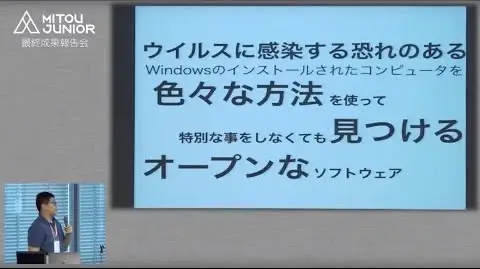 MITOU
JUNIOR
最終成果報告会
ウイルスに感染する恐れのある
Windowsのインストールされたコンピュータを
色々な方法 を使って
特別な事をしなくても 見つける
オープンな ソフトウェア